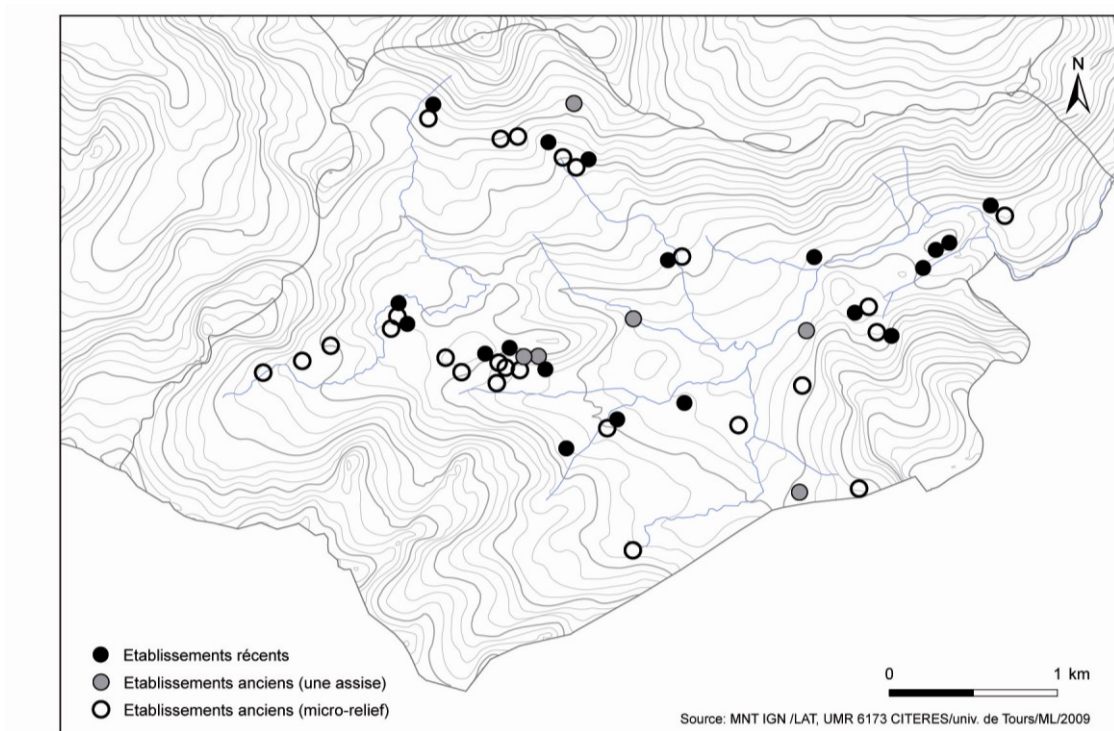 N
Etablissements récents
Etablissements anciens (une assise)
Etablissements anciens (micro-relief)
0 1 km
Source: MNT IGN /LAT, UMR 6173 CITERES/univ. de Tours/ML/2009